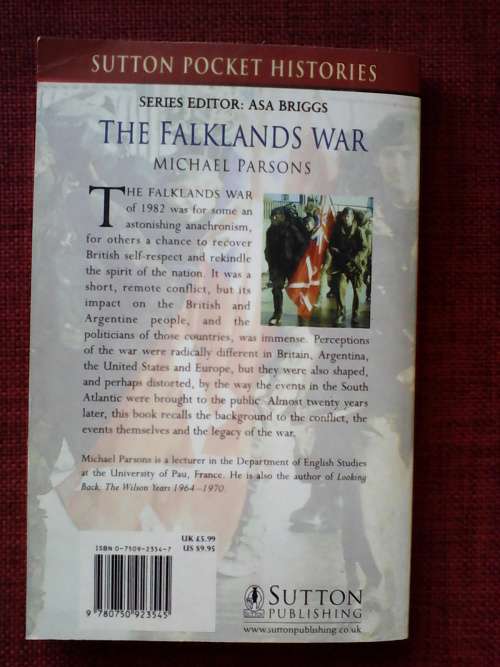 SUTTON POCKET HISTORIES
SERIES EDITOR: ASA BRIGGS
THE FALKLANDS WAR
MICHAEL PARSONS
THE FALKLANDS WAR
of 1982 was for some an
astonishing anachronism,
for others a chance to recover
British self-respect and rekindle
the spirit of the nation. It was a
short, remote conflict, but its
impact on the British and
Argentine people, and the
politicians of those countries, was immense. Perceptions
of the war were radically different in Britain, Argentina,
the United States and Europe, but they were also shaped,
and perhaps distorted, by the way the events in the South
Atlantic were brought to the public. Almost twenty years
later, this book recalls the background to the conflict, the
events themselves and the legacy of the war.
Michael Parsons is a lecturer in the Department of English Studies
at the University of Pau, France. He is also the author of Looking
Back, The Wilson Years 1964–1970.
UK £5.99
US $9.95
ISBN 0-7509-2354-7
9 780750 923545
SUTTON
PUBLISHING
www.suttonpublishing.co.uk